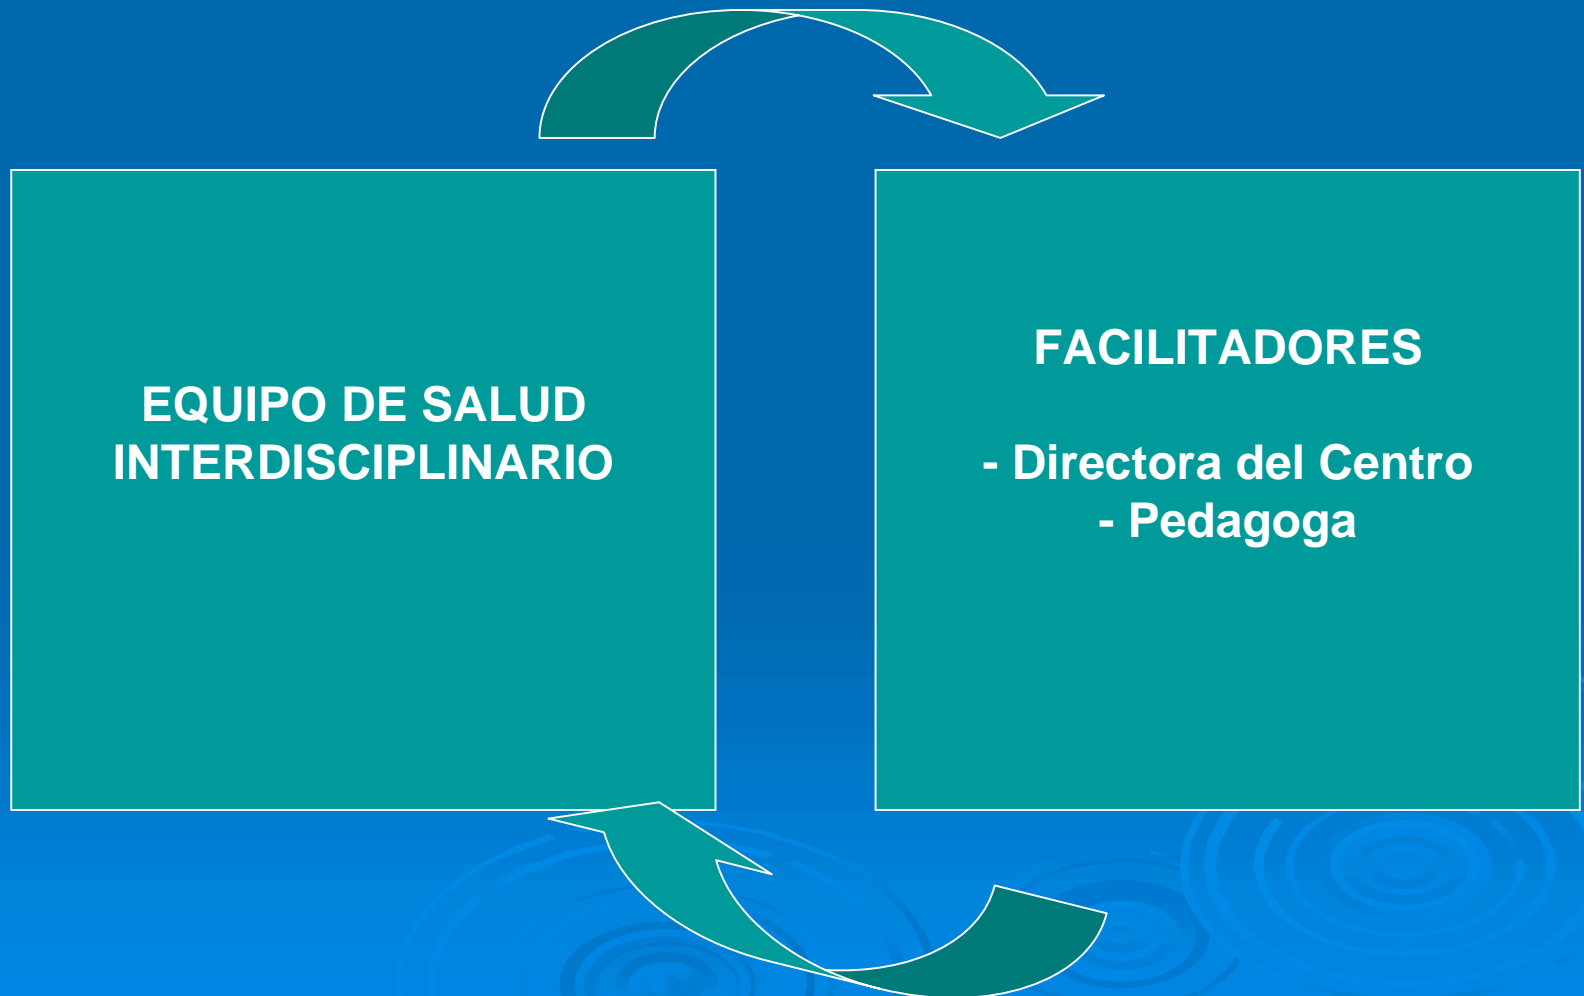 EQUIPO DE SALUD
INTERDISCIPLINARIO
FACILITADORES
- Directora del Centro
- Pedagoga